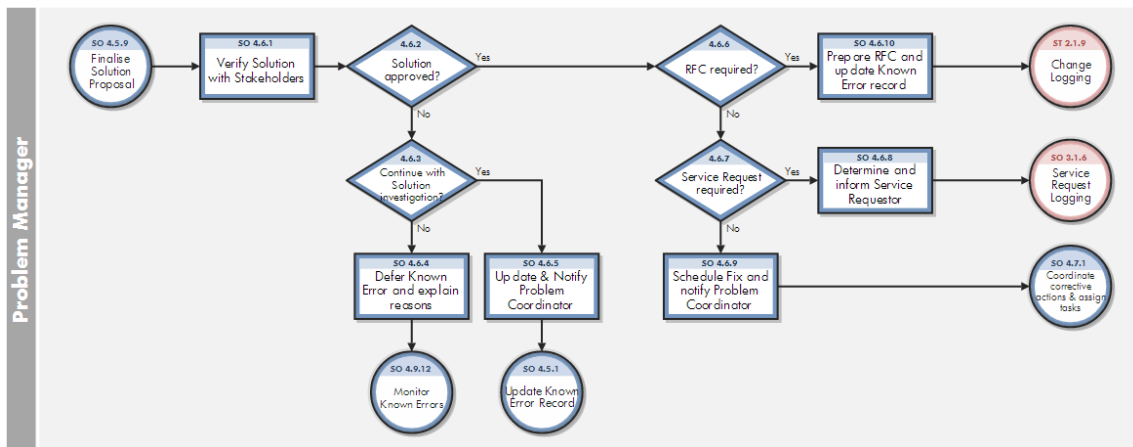 Problem Manager
SO 4.5.9
Finalise
Solution
Proposal
SO 4.6.1
Verify Solution
with Stakeholders
4.6.2
Solution
approved?
Yes
No
4.6.6
RFC required?
Yes
No
SO 4.6.10
Prepare RFC and
update Known
Error record
ST 2.1.9
Change
Logging
4.6.3
Continue with
Solution
investigation?
Yes
No
4.6.7
Service Request
required?
Yes
No
SO 4.6.8
Determine and
inform Service
Requestor
SO 3.1.6
Service
Request
Logging
SO 4.6.4
Defer Known
Error and explain
reasons
SO 4.6.5
Update & Notify
Problem
Coordinator
SO 4.6.9
Schedule Fix and
notify Problem
Coordinator
SO 4.7.1
Coordinate
corrective
actions & assign
tasks
SO 4.9.12
Monitor
Known Errors
SO 4.5.1
Update Known
Error Record